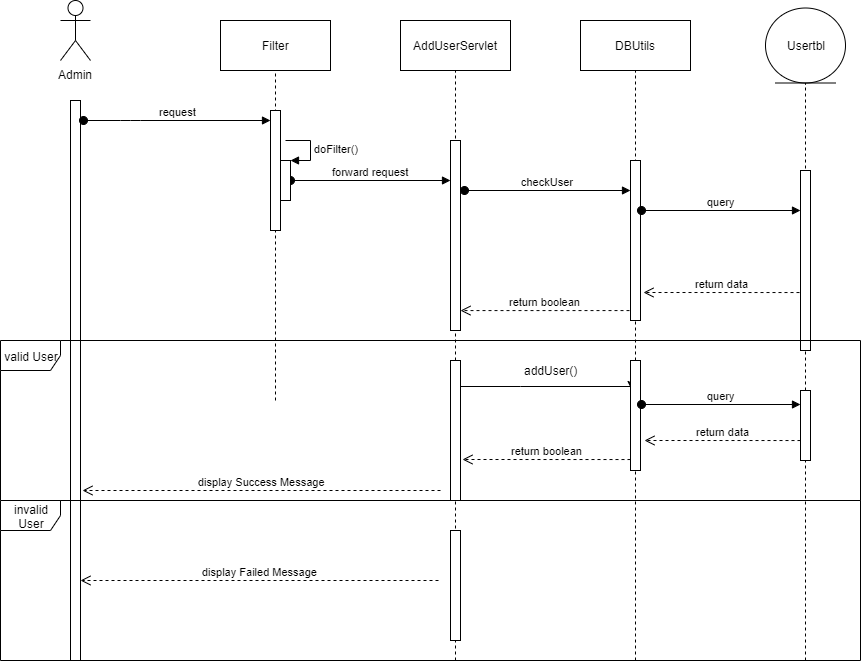 Admin
Filter
AddUserServlet
DBUtils
Usertbl
request
doFilter()
forward request
checkUser
query
return data
return boolean
valid User
addUser()
query
return data
return boolean
display Success Message
invalid
User
display Failed Message